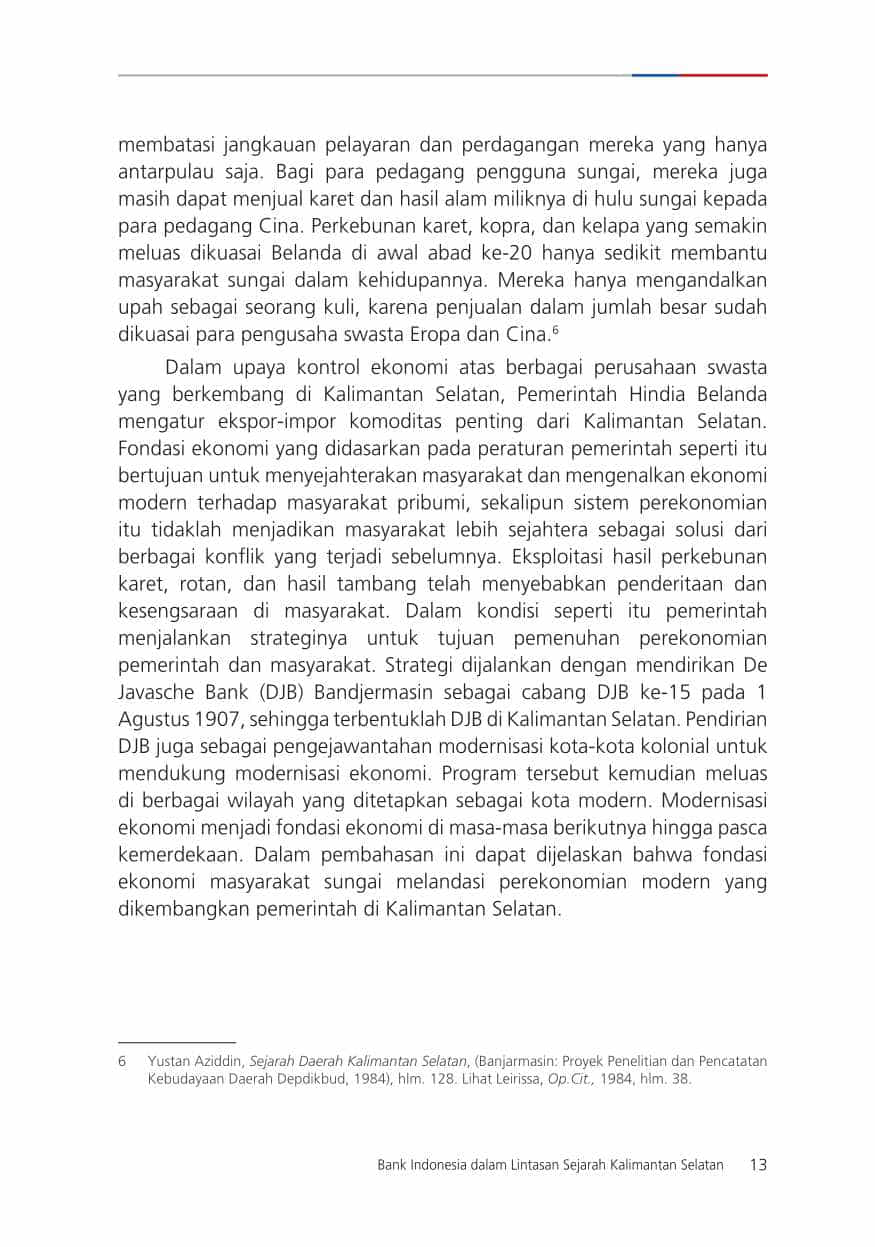 membatasi jangkauan pelayaran dan perdagangan mereka yang hanya
antarpulau saja. Bagi para pedagang pengguna sungai, mereka juga
masih dapat menjual karet dan hasil alam miliknya di hulu sungai kepada
para pedagang Cina. Perkebunan karet, kopra, dan kelapa yang semakin
meluas dikuasai Belanda di awal abad ke-20 hanya sedikit membantu
masyarakat sungai dalam kehidupannya. Mereka hanya mengandalkan
upah sebagai seorang kuli, karena penjualan dalam jumlah besar sudah
dikuasai para pengusaha swasta Eropa dan Cina.⁶
Dalam upaya kontrol ekonomi atas berbagai perusahaan swasta
yang berkembang di Kalimantan Selatan, Pemerintah Hindia Belanda
mengatur ekspor-impor komoditas penting dari Kalimantan Selatan.
Fondasi ekonomi yang didasarkan pada peraturan pemerintah seperti itu
bertujuan untuk menyejahterakan masyarakat dan mengenalkan ekonomi
modern terhadap masyarakat pribumi, sekalipun sistem perekonomian
itu tidaklah menjadikan masyarakat lebih sejahtera sebagai solusi dari
berbagai konflik yang terjadi sebelumnya. Eksploitasi hasil perkebunan
karet, rotan, dan hasil tambang telah menyebabkan penderitaan dan
kesengsaraan di masyarakat. Dalam kondisi seperti itu pemerintah
menjalankan strateginya untuk tujuan pemenuhan perekonomian
pemerintah dan masyarakat. Strategi dijalankan dengan mendirikan De
Javasche Bank (DJB) Bandjermasin sebagai cabang DJB ke-15 pada 1
Agustus 1907, sehingga terbentuklah DJB di Kalimantan Selatan. Pendirian
DJB juga sebagai pengejawantahan modernisasi kota-kota kolonial untuk
mendukung modernisasi ekonomi. Program tersebut kemudian meluas
di berbagai wilayah yang ditetapkan sebagai kota modern. Modernisasi
ekonomi menjadi fondasi ekonomi di masa-masa berikutnya hingga pasca
kemerdekaan. Dalam pembahasan ini dapat dijelaskan bahwa fondasi
ekonomi masyarakat sungai melandasi perekonomian modern yang
dikembangkan pemerintah di Kalimantan Selatan.
6 Yustan Aziddin, Sejarah Daerah Kalimantan Selatan, (Banjarmasin: Proyek Penelitian dan Pencatatan
Kebudayaan Daerah Depdikbud, 1984), hlm. 128. Lihat Leirissa, Op.Cit., 1984, hlm. 38.
Bank Indonesia dalam Lintasan Sejarah Kalimantan Selatan 13